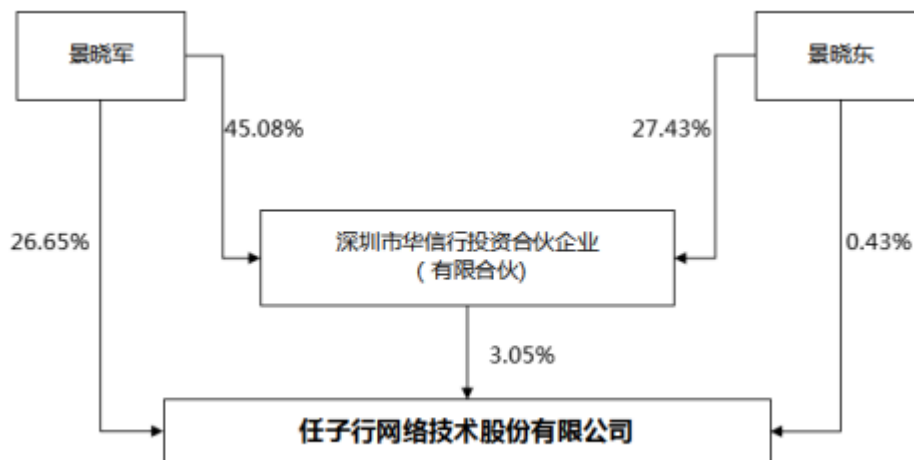 景晓军
景晓东
45.08%
27.43%
26.65%
深圳市华信行投资合伙企业
(有限合伙)
0.43%
3.05%
任子行网络技术股份有限公司